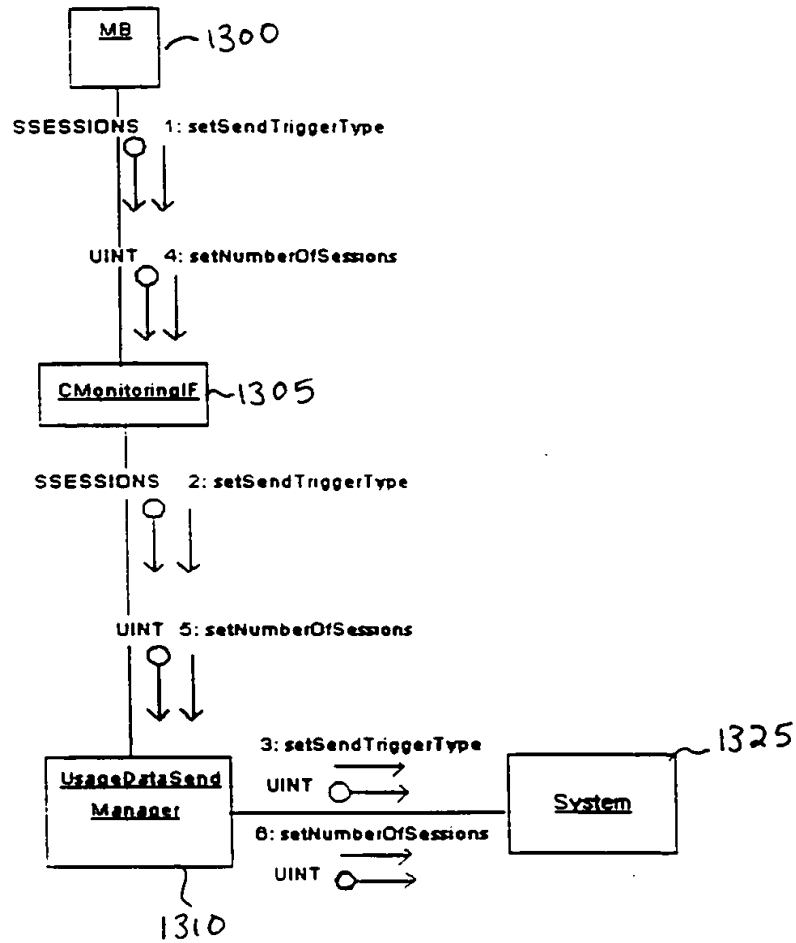 MB
1300
SSESSIONS 1: setSendTriggerType
UINT 4: setNumberOfSessions
CMonitoringIF
1305
SSESSIONS 2: setSendTriggerType
UINT 5: setNumberOfSessions
3: setSendTriggerType
1325
UsageDataSend
Manager
UINT
System
6: setNumberOfSessions
UINT
1310